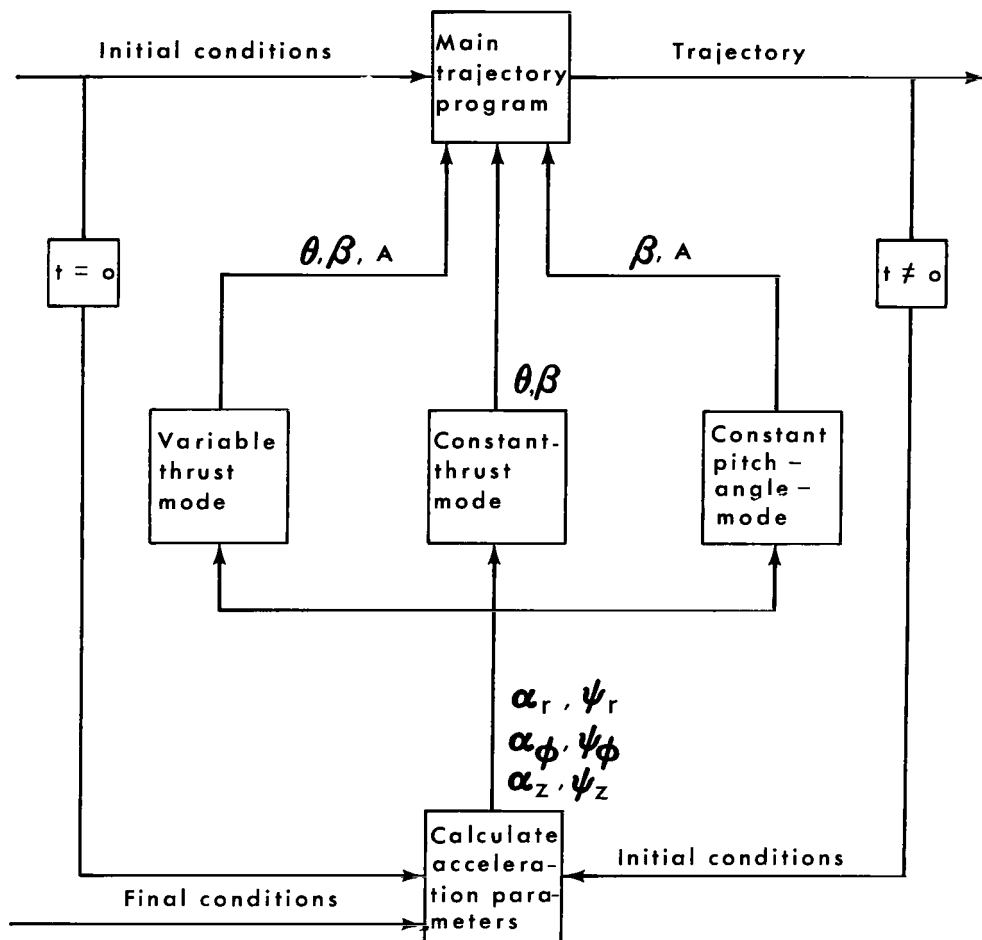 Initial conditions
Main
trajectory
program
Trajectory
t = o
θ, β, A
β, A
t ≠ o
θ,β
Variable
thrust
mode
Constant-
thrust
mode
Constant
pitch -
angle -
mode
α_r, ψ_r
α_ϕ, ψ_ϕ
α_z, ψ_z
Calculate
accelera-
tion para-
meters
Initial conditions
Final conditions